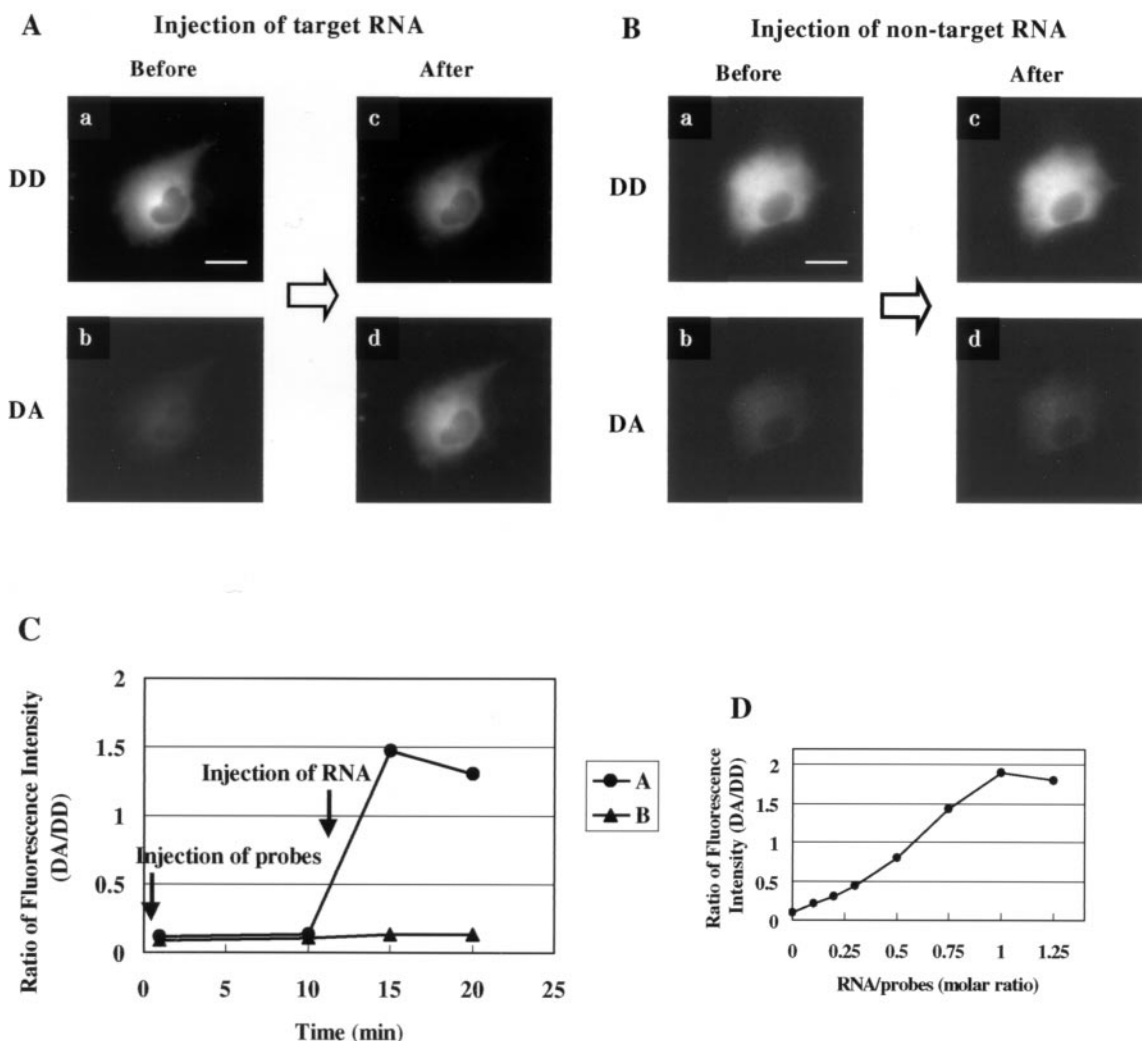 A
Injection of target RNA
Before
After
DD
a
c
DA
b
d
B
Injection of non-target RNA
Before
After
DD
a
c
DA
b
d
C
Ratio of Fluorescence Intensity
(DA/DD)
2
1.5
1
0.5
0
Injection of RNA
Injection of probes
0 5 10 15 20 25
Time (min)
A
B
D
Ratio of Fluorescence
Intensity (DA/DD)
2
1.5
1
0.5
0
0 0.25 0.5 0.75 1 1.25
RNA/probes (molar ratio)